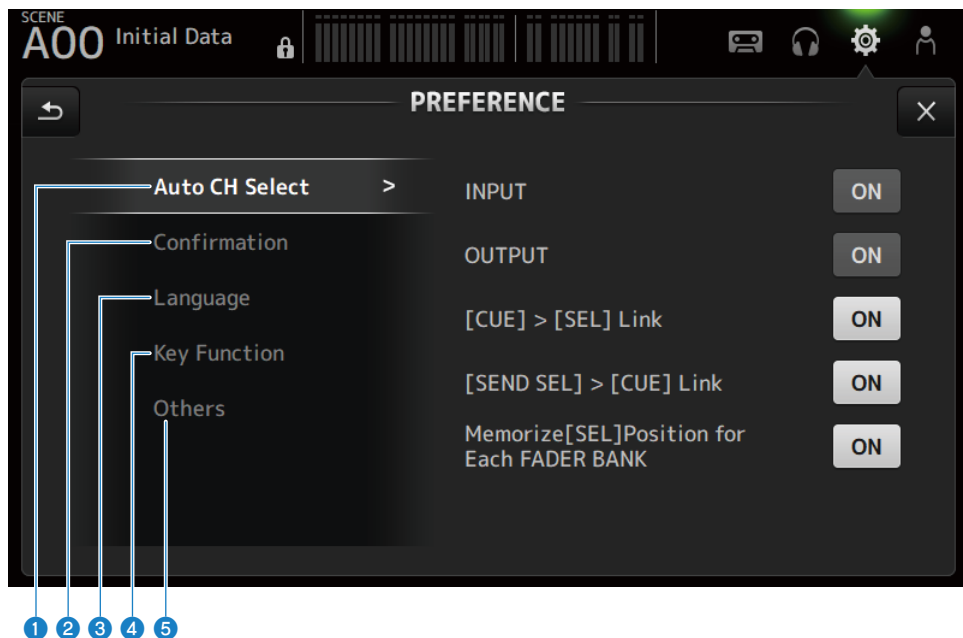 SCENE
A00 Initial Data
PREFERENCE
Auto CH Select >
Confirmation
Language
Key Function
Others
INPUT ON
OUTPUT ON
[CUE] > [SEL] Link ON
[SEND SEL] > [CUE] Link ON
Memorize[SEL]Position for
Each FADER BANK ON
1 2 3 4 5